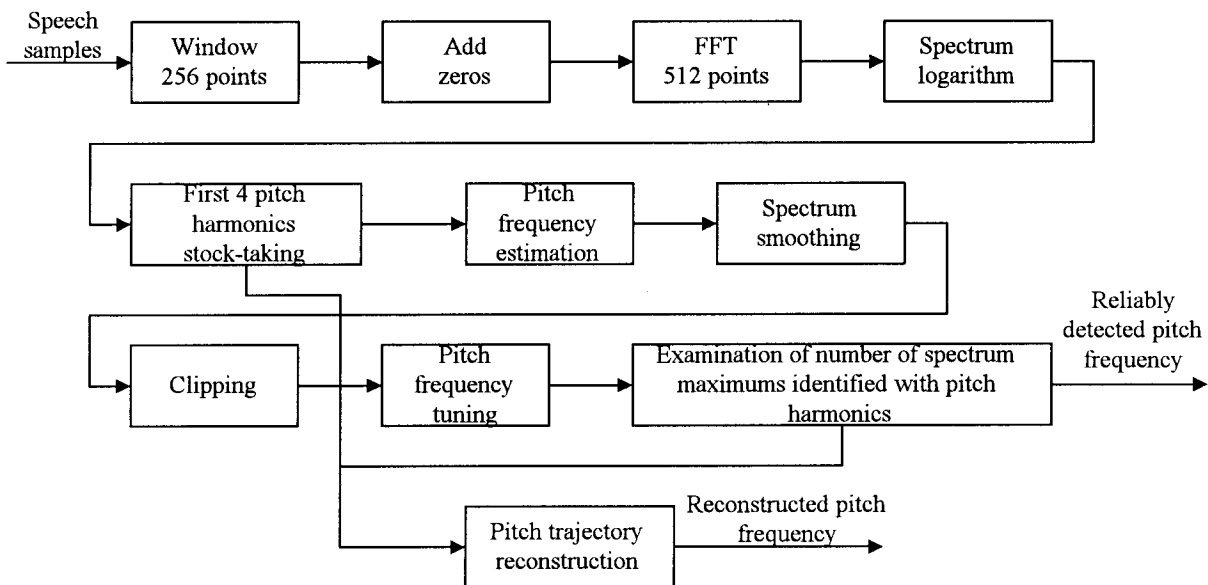 Speech
samples
Window
256 points
Add
zeros
FFT
512 points
Spectrum
logarithm
First 4 pitch
harmonics
stock-taking
Pitch
frequency
estimation
Spectrum
smoothing
Clipping
Pitch
frequency
tuning
Examination of number of spectrum
maximums identified with pitch
harmonics
Reliably
detected pitch
frequency
Pitch trajectory
reconstruction
Reconstructed pitch
frequency